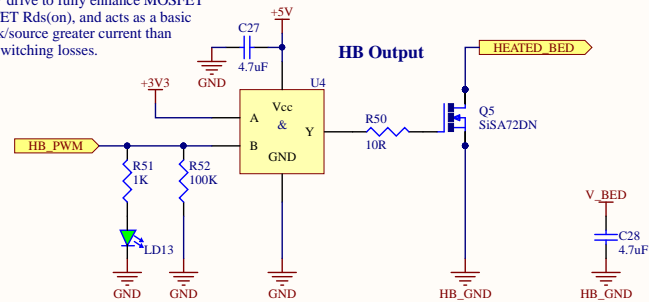 drive to fully enhance MOSFET
ET Rds(on), and acts as a basic
k/source greater current than
witching losses.
+5V
C27
4.7uF
GND
HB Output
HEATED_BED
+3V3
U4
Vcc
A
&
Y
B
GND
R50
10R
Q5
SiSA72DN
HB_PWM
R51
1K
R52
100K
LD13
V_BED
C28
4.7uF
GND
GND
GND
HB_GND
HB_GND